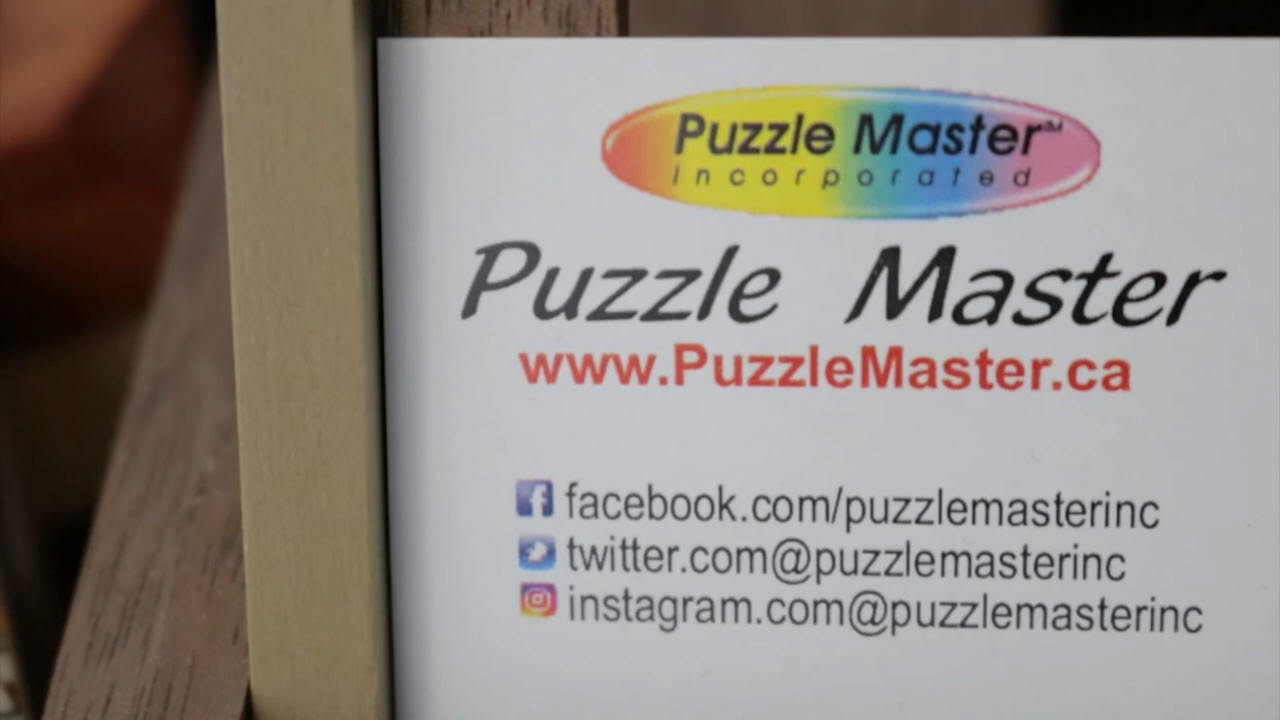 Puzzle Master™
Incorporated
Puzzle Master
www.PuzzleMaster.ca
facebook.com/puzzlemasterinc
twitter.com@puzzlemasterinc
instagram.com@puzzlemasterinc